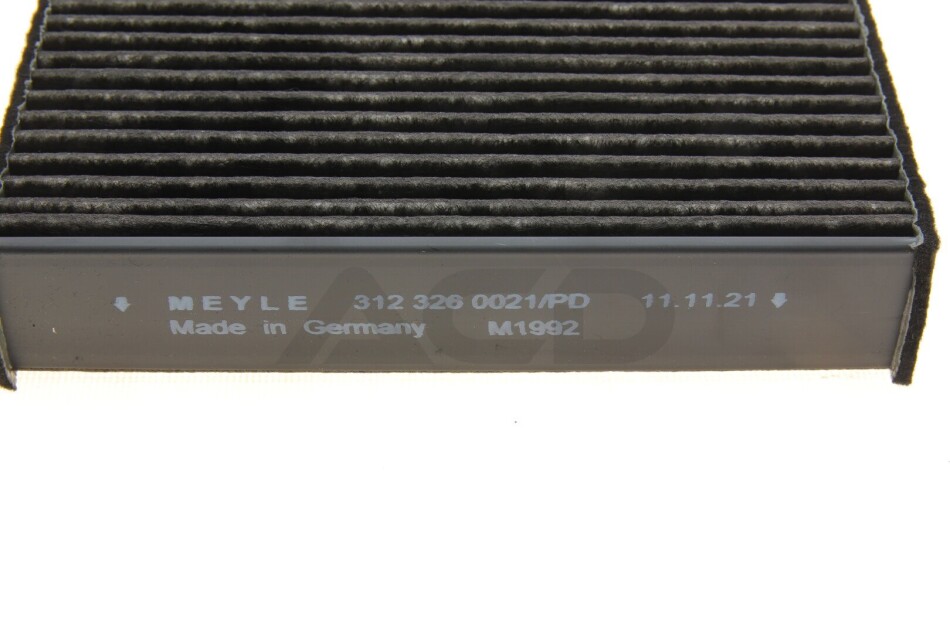 MEYLE 312 326 0021/PD 11.11.21
Made in Germany M1992